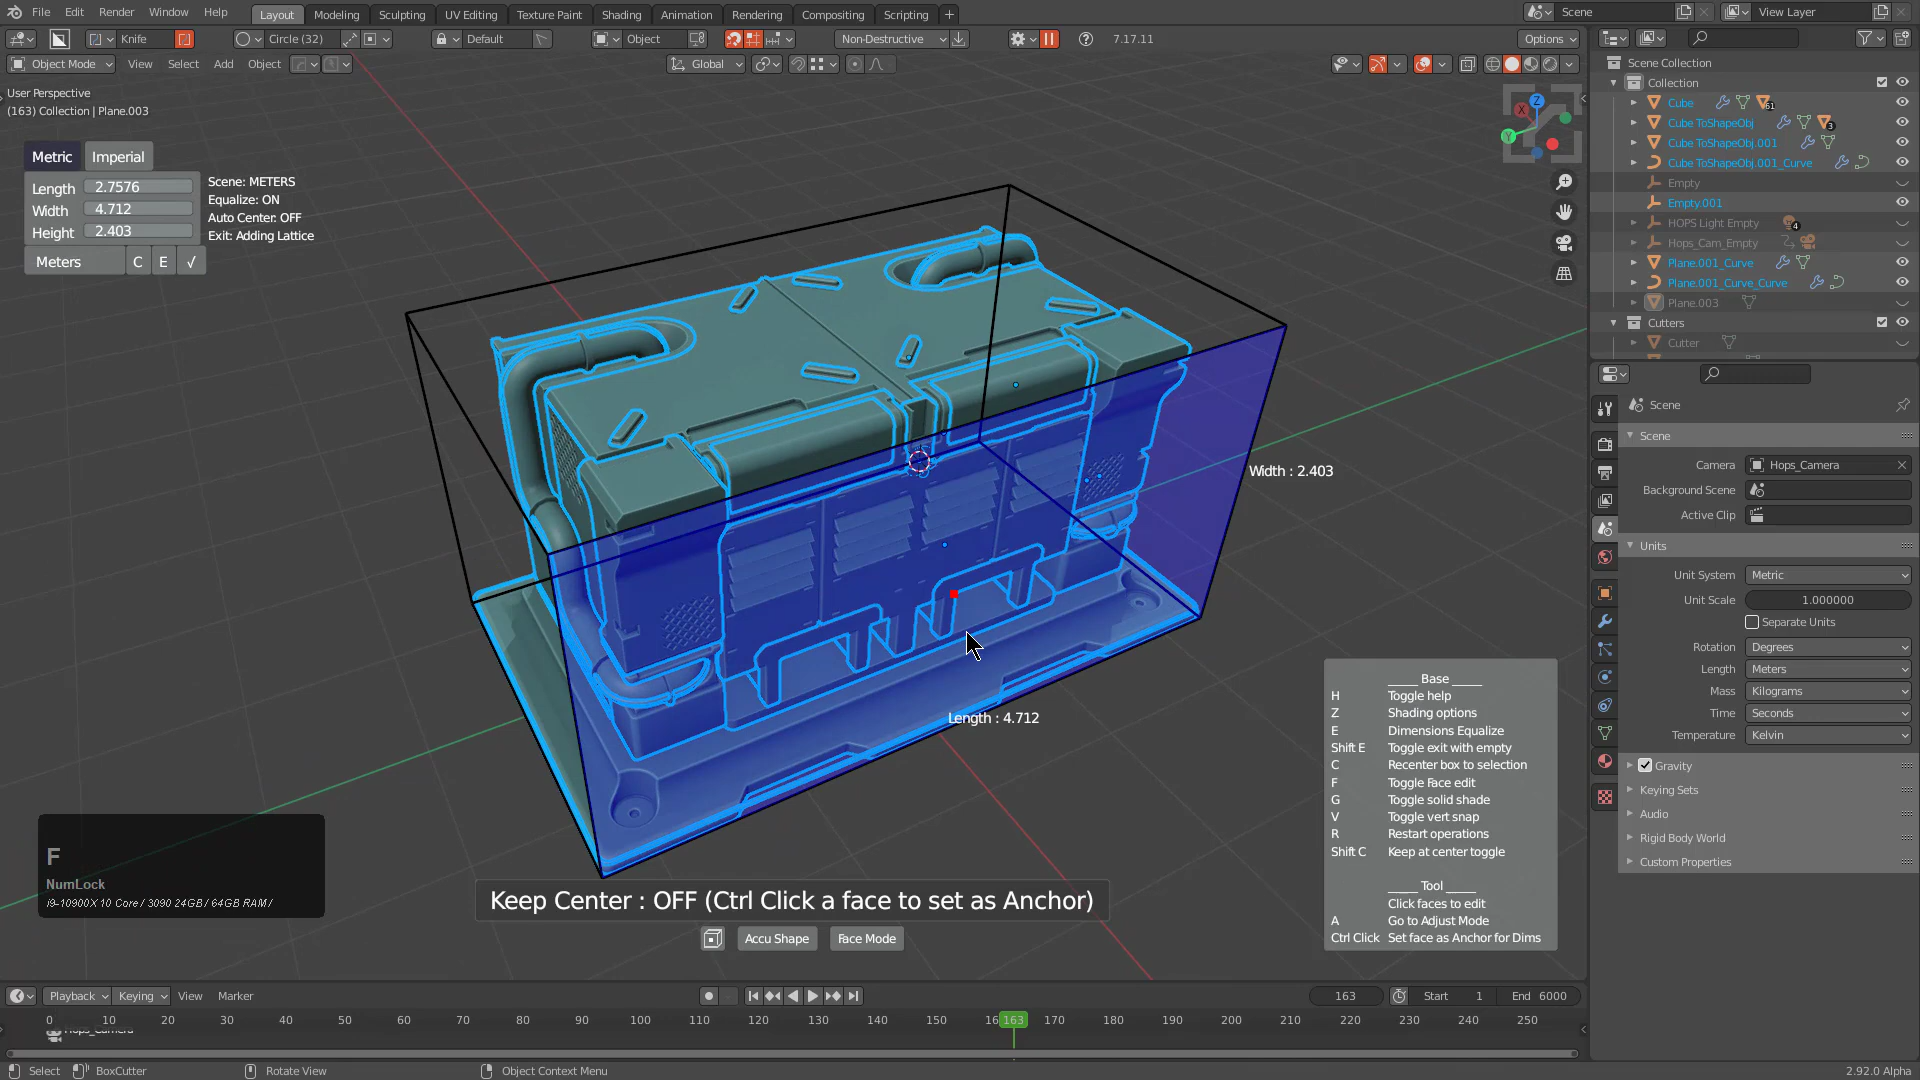 File Edit Render Window Help Layout Modeling Sculpting UV Editing Texture Paint Shading Animation Rendering Compositing Scripting + Scene View Layer
Knife Circle (32) Default Object Non-Destructive 7.17.11 Options
Object Mode View Select Add Object Global
User Perspective
(163) Collection | Plane.003
Metric Imperial
Length 2.7576
Width 4.712
Height 2.403
Meters C E √
Scene: METERS
Equalize: ON
Auto Center: OFF
Exit: Adding Lattice
X Y Z
Width : 2.403
Length : 4.712
F
NumLock
i9-10900X 10 Core / 3090 24GB / 64GB RAM /
Keep Center : OFF (Ctrl Click a face to set as Anchor)
Accu Shape Face Mode
_____ Base _____
H Toggle help
Z Shading options
E Dimensions Equalize
Shift E Toggle exit with empty
C Recenter box to selection
F Toggle Face edit
G Toggle solid shade
V Toggle vert snap
R Restart operations
Shift C Keep at center toggle
_____ Tool _____
Click faces to edit
A Go to Adjust Mode
Ctrl Click Set face as Anchor for Dims
Scene Collection
Collection
Cube 61
Cube ToShapeObj 3
Cube ToShapeObj.001
Cube ToShapeObj.001_Curve
Empty
Empty.001
HOPS Light Empty 4
Hops_Cam_Empty
Plane.001_Curve
Plane.001_Curve_Curve
Plane.003
Cutters
Cutter
Scene
Scene
Camera Hops_Camera
Background Scene
Active Clip
Units
Unit System Metric
Unit Scale 1.000000
Separate Units
Rotation Degrees
Length Meters
Mass Kilograms
Time Seconds
Temperature Kelvin
Gravity
Keying Sets
Audio
Rigid Body World
Custom Properties
Playback Keying View Marker 163 Start 1 End 6000
0 10 20 30 40 50 60 70 80 90 100 110 120 130 140 150 16 163 170 180 190 200 210 220 230 240 250
Hops_Camera
Select BoxCutter Rotate View Object Context Menu 2.92.0 Alpha